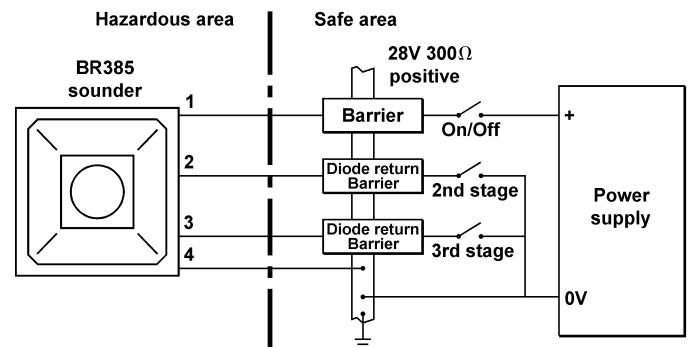 Hazardous area
Safe area
28V 300Ω
positive
BR385
sounder
1
Barrier
On/Off
+
2
Diode return
Barrier
2nd stage
Power
supply
3
Diode return
Barrier
3rd stage
4
0V